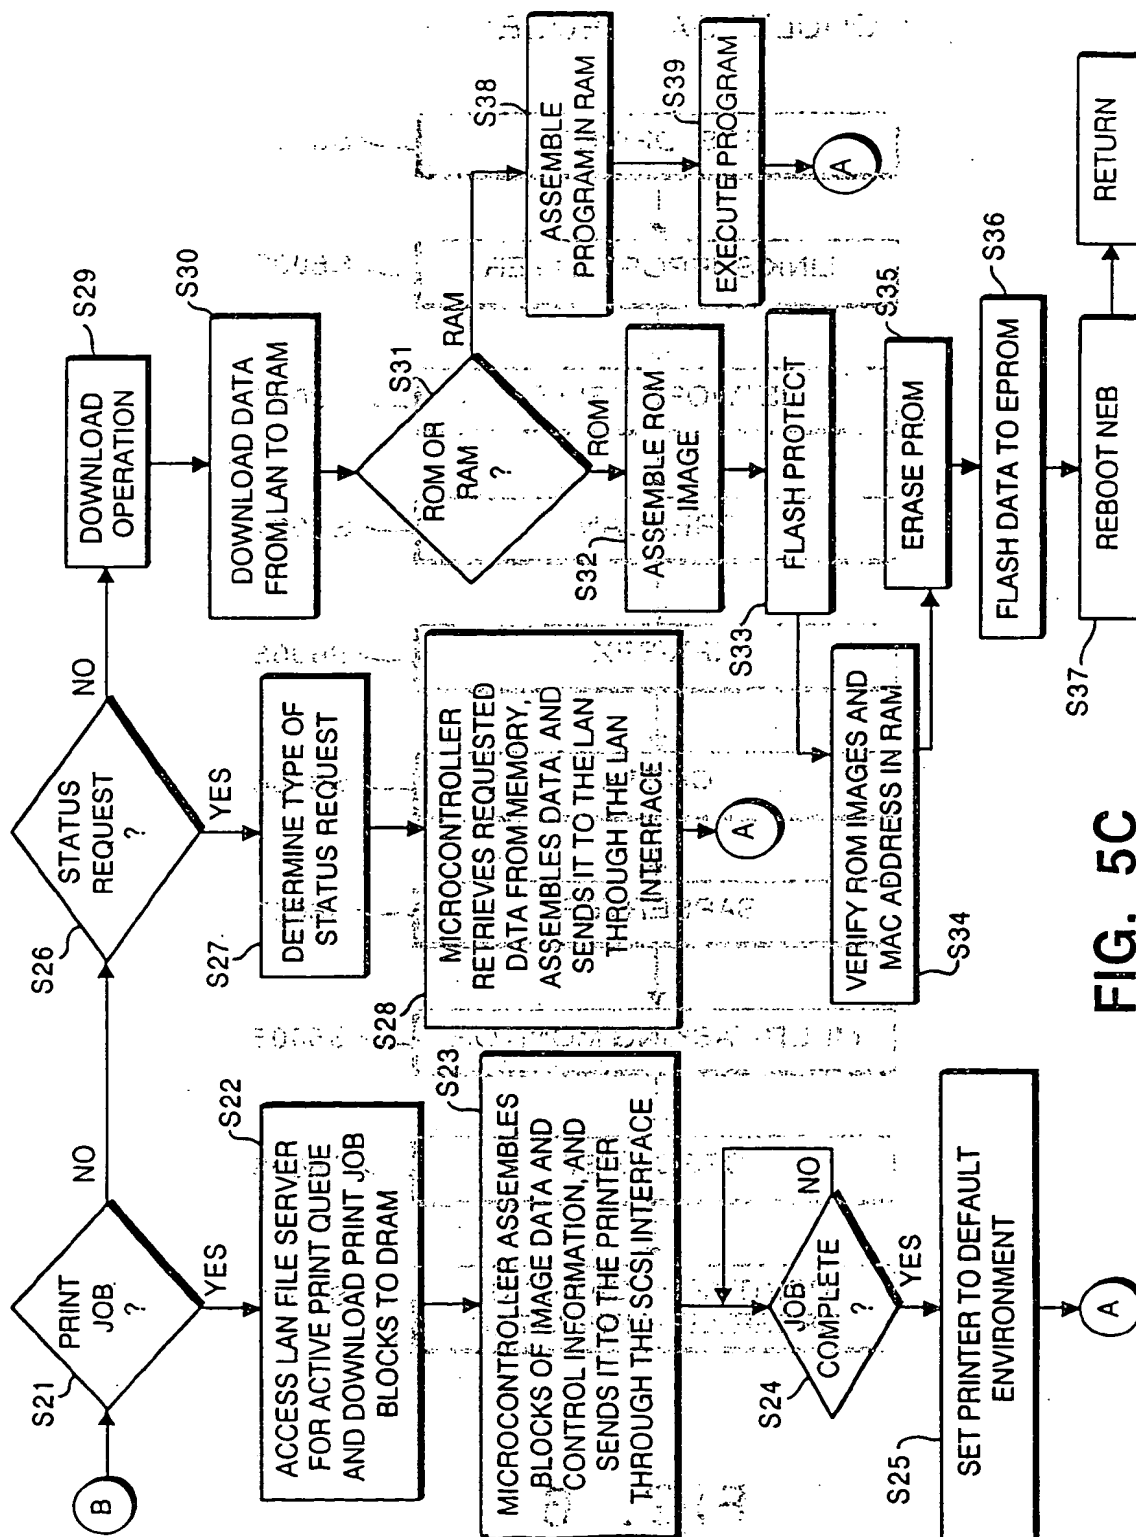 B
S21
PRINT
JOB
?
NO
YES
S22
ACCESS LAN FILE SERVER
FOR ACTIVE PRINT QUEUE
AND DOWNLOAD PRINT JOB
BLOCKS TO DRAM
S23
MICROCONTROLLER ASSEMBLES
BLOCKS OF IMAGE DATA AND
CONTROL INFORMATION, AND
SENDS IT TO THE PRINTER
THROUGH THE SCSI INTERFACE
S24
JOB
COMPLETE
?
NO
YES
S25
SET PRINTER TO DEFAULT
ENVIRONMENT
A
S26
STATUS
REQUEST
?
NO
YES
S27
DETERMINE TYPE OF
STATUS REQUEST
S28
MICROCONTROLLER
RETRIEVES REQUESTED
DATA FROM MEMORY,
ASSEMBLES DATA, AND
SENDS IT TO THE LAN
THROUGH THE LAN
INTERFACE
A
S29
DOWNLOAD
OPERATION
S30
DOWNLOAD DATA
FROM LAN TO DRAM
S31
ROM OR
RAM
?
RAM
ROM
S32
ASSEMBLE ROM
IMAGE
S33
FLASH PROTECT
S34
VERIFY ROM IMAGES AND
MAC ADDRESS IN RAM
S35
ERASE PROM
S36
FLASH DATA TO EPROM
S37
REBOOT NEB
RETURN
S38
ASSEMBLE
PROGRAM IN RAM
S39
EXECUTE PROGRAM
A
FIG. 5C